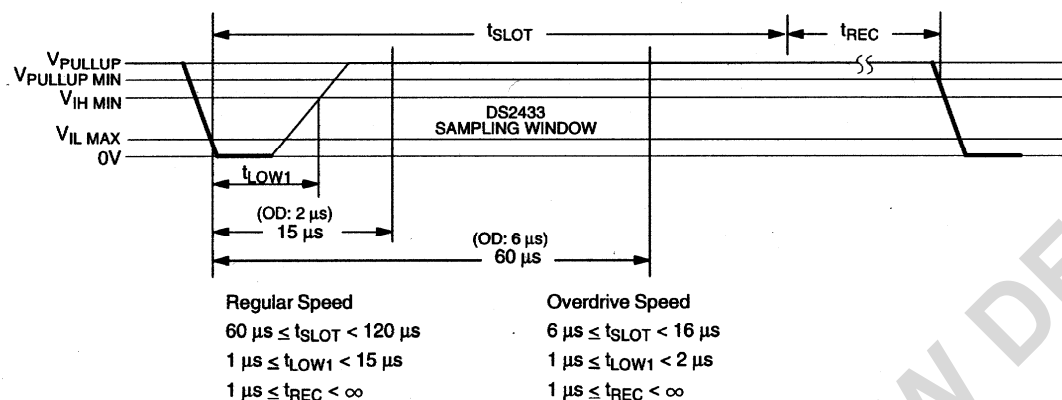 tSLOT
tREC
VPULLUP
VPULLUP MIN
VIH MIN
DS2433
SAMPLING WINDOW
VIL MAX
0V
tLOW1
(OD: 2 µs)
15 µs
(OD: 6 µs)
60 µs
Regular Speed
60 µs ≤ tSLOT < 120 µs
1 µs ≤ tLOW1 < 15 µs
1 µs ≤ tREC < ∞
Overdrive Speed
6 µs ≤ tSLOT < 16 µs
1 µs ≤ tLOW1 < 2 µs
1 µs ≤ tREC < ∞